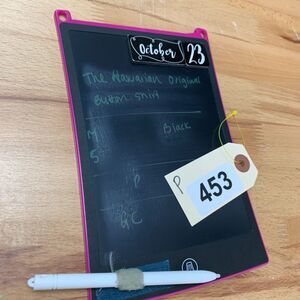 October 23
The Hawaiian Original
Button Shirt
M Black
S
P
GC
P
453